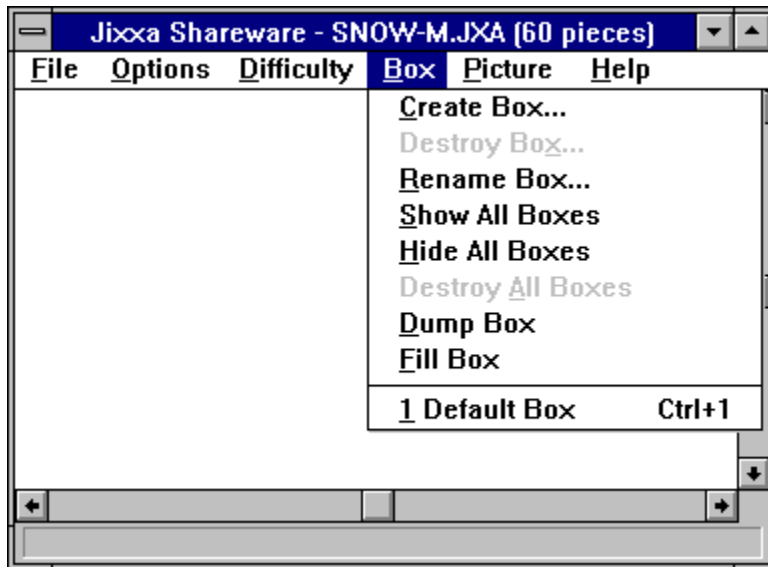 Jixxa Shareware - SNOW-M.JXA (60 pieces)
File Options Difficulty Box Picture Help
Create Box...
Destroy Box...
Rename Box...
Show All Boxes
Hide All Boxes
Destroy All Boxes
Dump Box
Fill Box
1 Default Box Ctrl+1